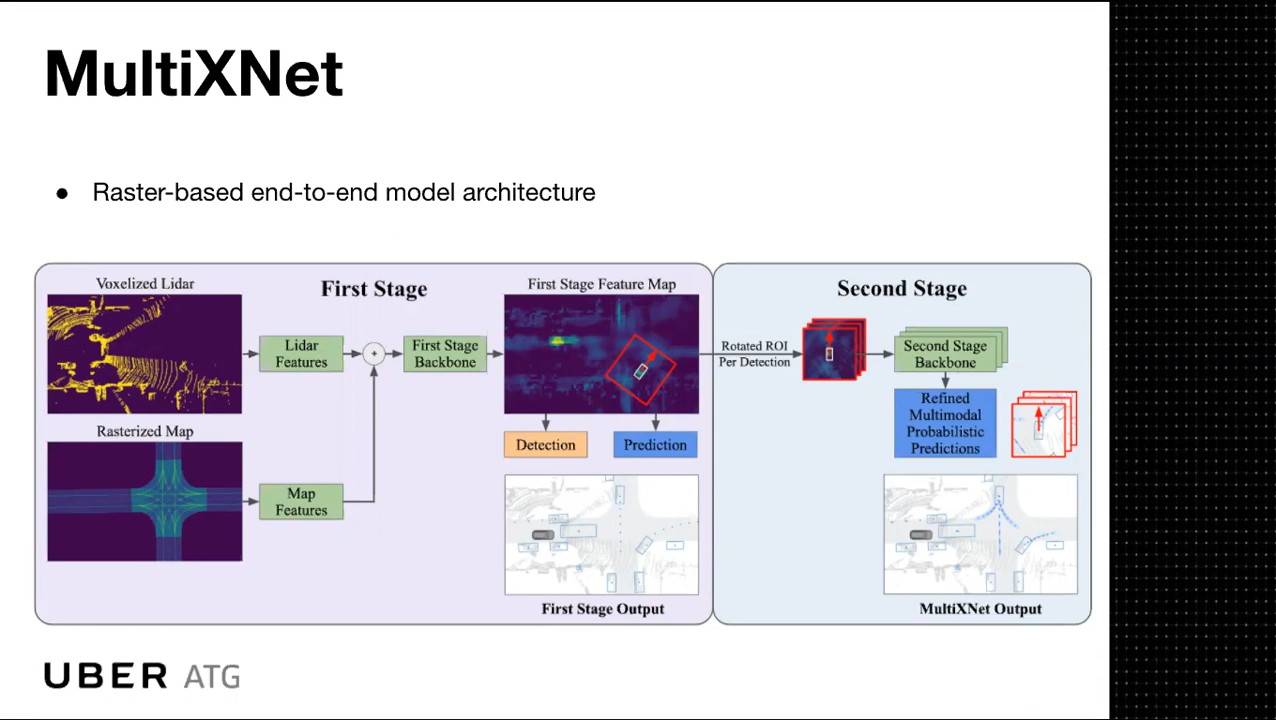 MultiXNet
● Raster-based end-to-end model architecture
Voxelized Lidar
First Stage
First Stage Feature Map
Second Stage
Lidar
Features
+
First Stage
Backbone
Rotated ROI
Per Detection
Second Stage
Backbone
Rasterized Map
Detection
Prediction
Refined
Multimodal
Probabilistic
Predictions
Map
Features
First Stage Output
MultiXNet Output
UBER ATG